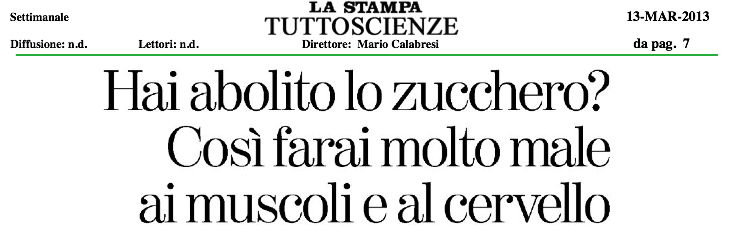 Settimanale
LA STAMPA
TUTTOSCIENZE
13-MAR-2013
Diffusione: n.d. Lettori: n.d. Direttore: Mario Calabresi da pag. 7
Hai abolito lo zucchero?
Così farai molto male
ai muscoli e al cervello